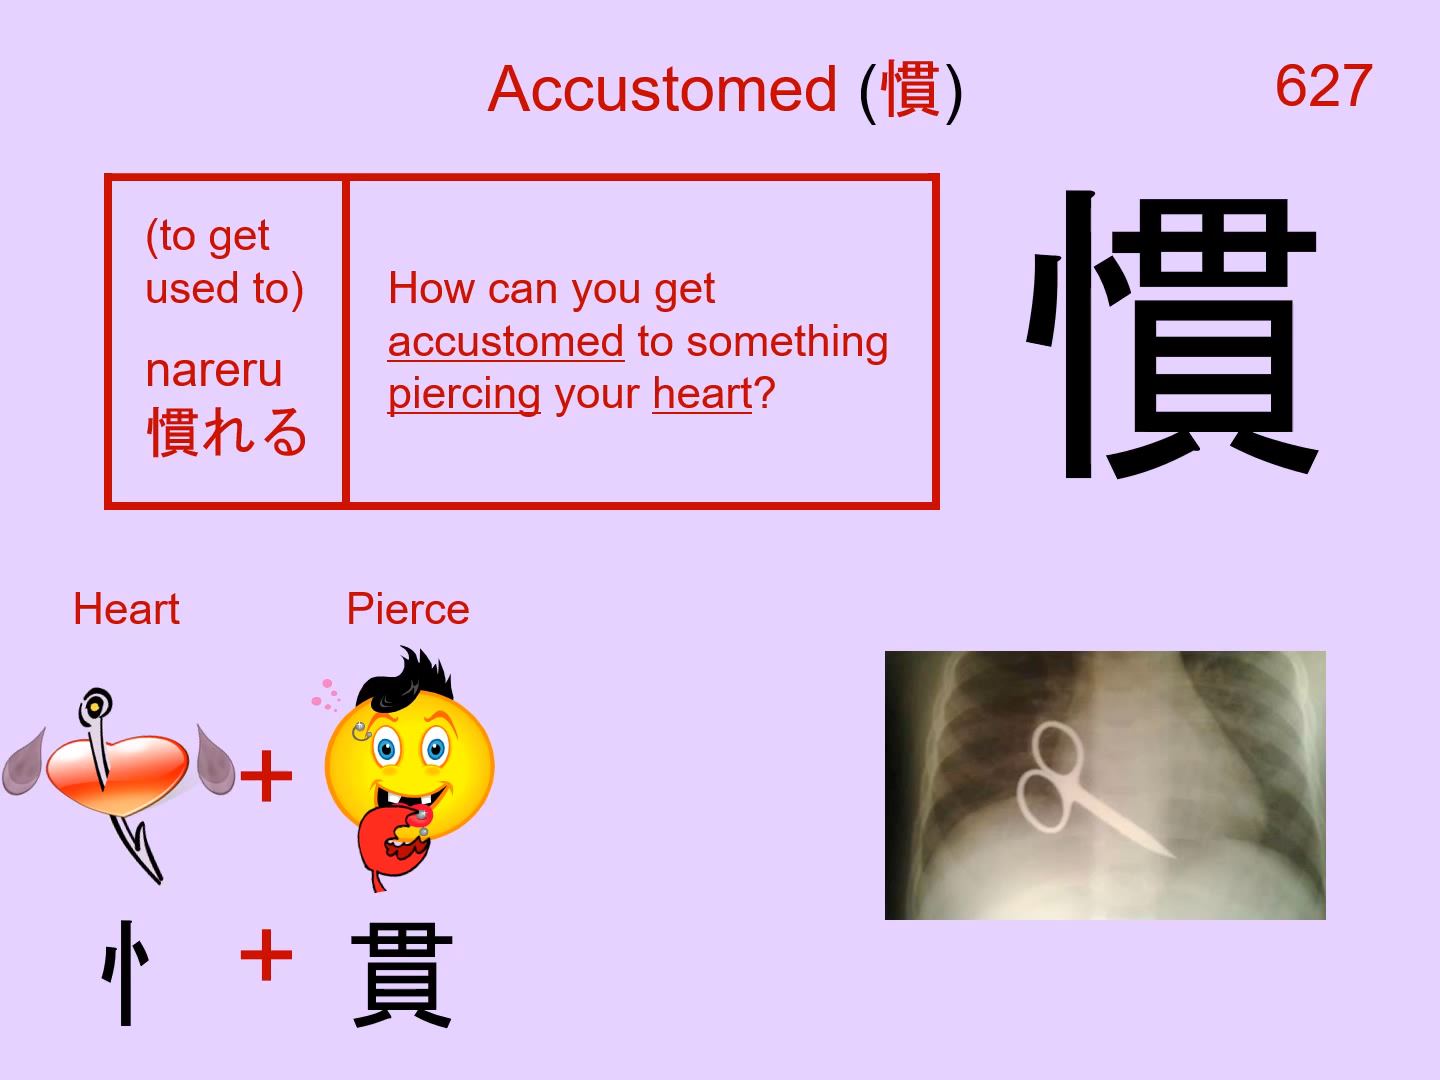 Accustomed (慣)
627
(to get
used to)
nareru
慣れる
How can you get
accustomed to something
piercing your heart?
慣
Heart
Pierce
+
忄 + 貫